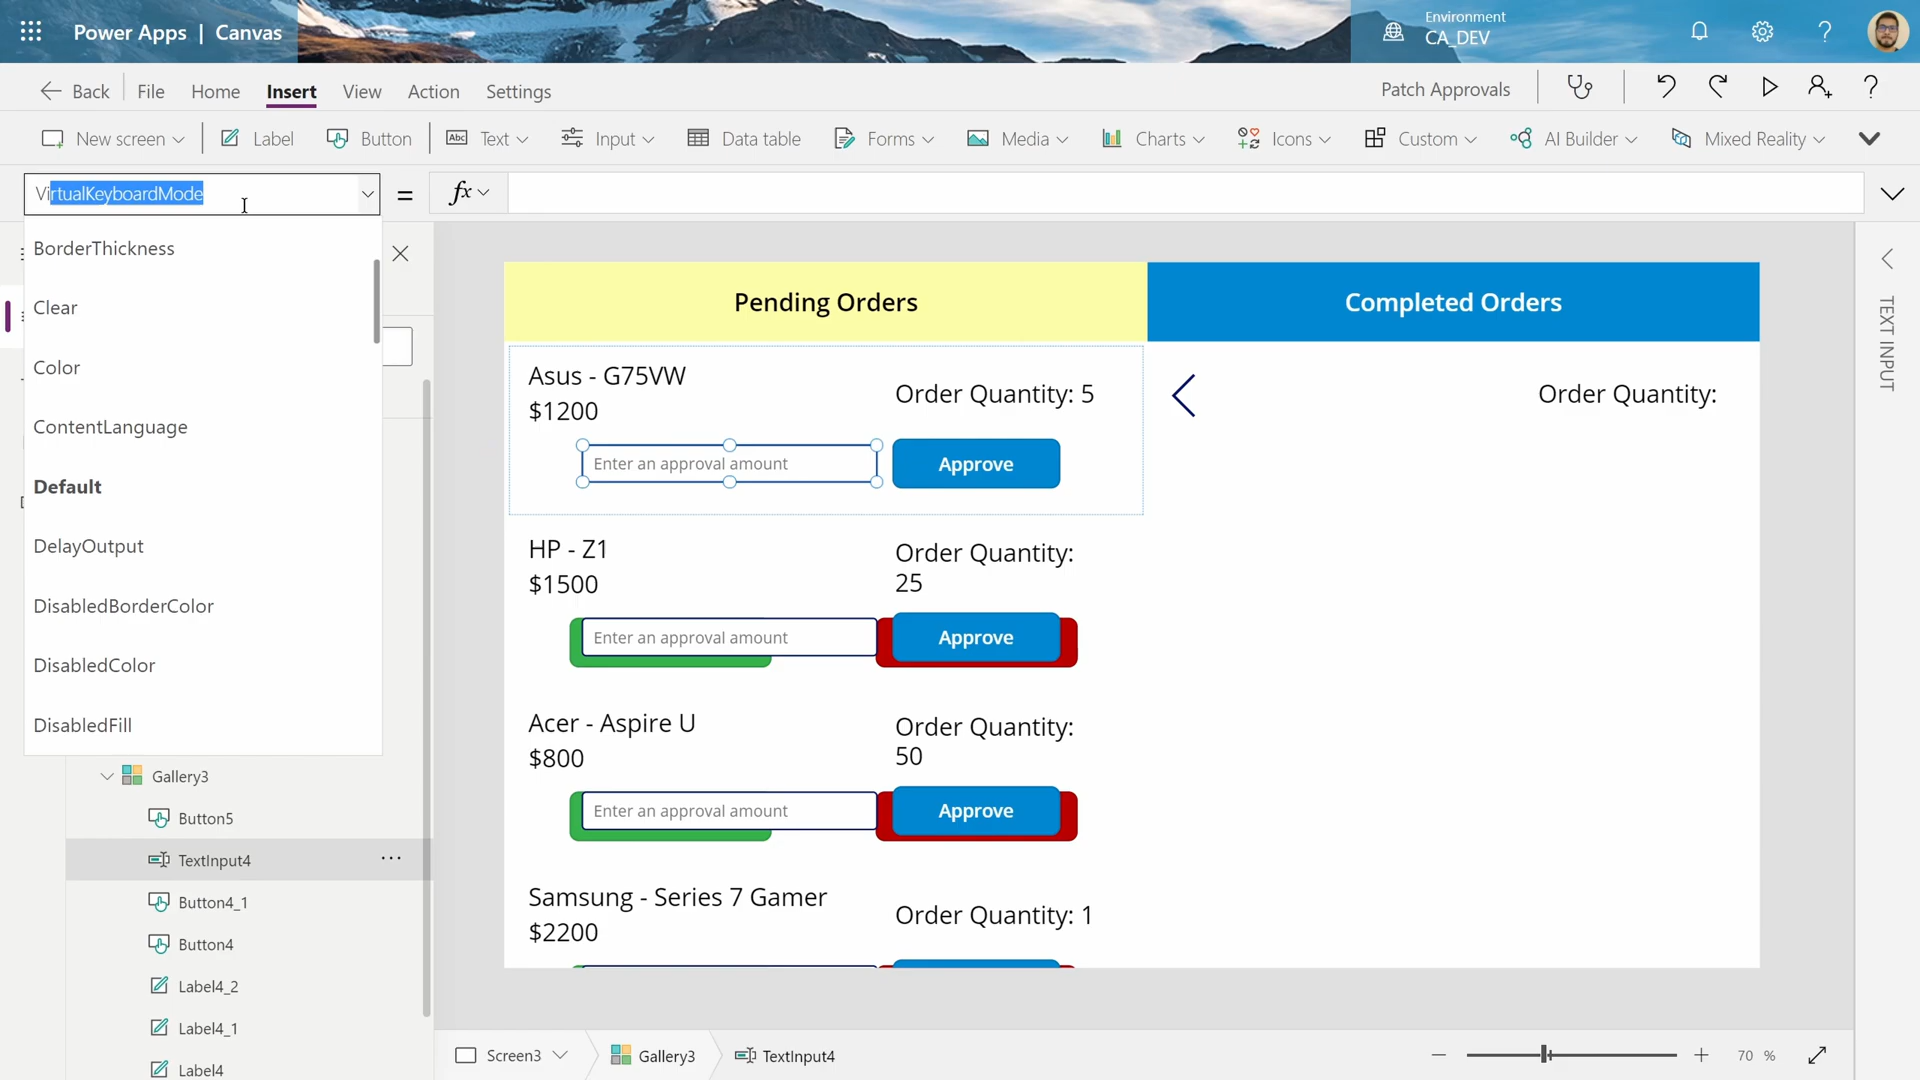 Power Apps | Canvas
Environment
CA_DEV
Back
File
Home
Insert
View
Action
Settings
Patch Approvals
New screen
Label
Button
Abc
Text
Input
Data table
Forms
Media
Charts
Icons
Custom
AI Builder
Mixed Reality
VirtualKeyboardMode
=
fx
BorderThickness
Clear
Color
ContentLanguage
Default
DelayOutput
DisabledBorderColor
DisabledColor
DisabledFill
Gallery3
Button5
TextInput4
Button4_1
Button4
Label4_2
Label4_1
Label4
Pending Orders
Completed Orders
Asus - G75VW
$1200
Order Quantity: 5
Enter an approval amount
Approve
HP - Z1
$1500
Order Quantity:
25
Enter an approval amount
Approve
Acer - Aspire U
$800
Order Quantity:
50
Enter an approval amount
Approve
Samsung - Series 7 Gamer
$2200
Order Quantity: 1
Order Quantity:
TEXT INPUT
Screen3
Gallery3
TextInput4
70 %